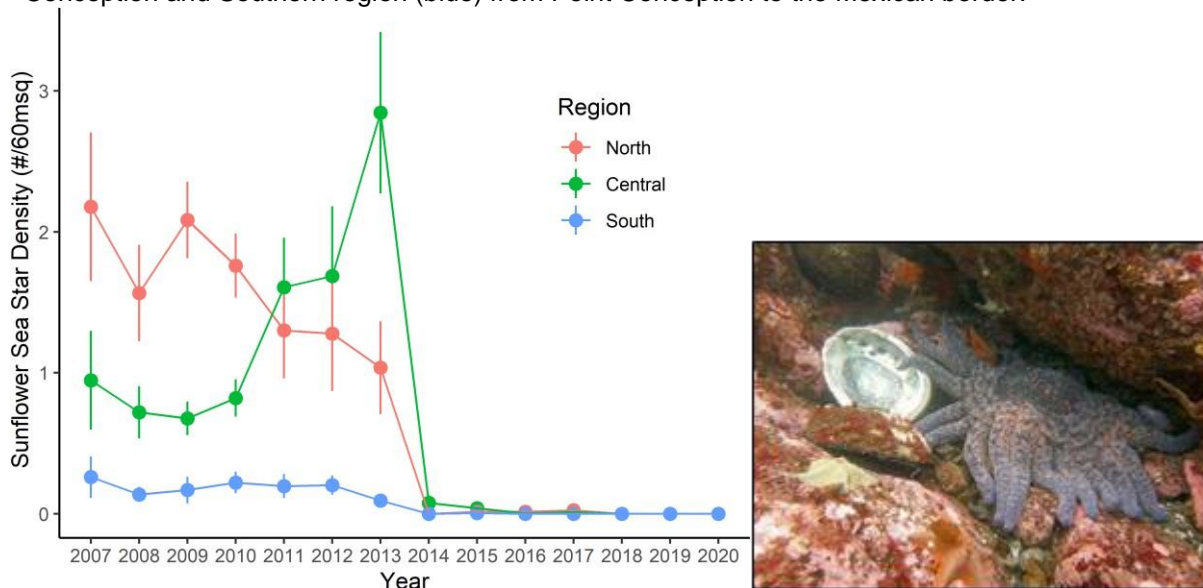 Conception and Southern region (blue) from Point Conception to the Mexican border.
Sunflower Sea Star Density (#/60msq)
3
2
1
0
Region
North
Central
South
2007 2008 2009 2010 2011 2012 2013 2014 2015 2016 2017 2018 2019 2020
Year